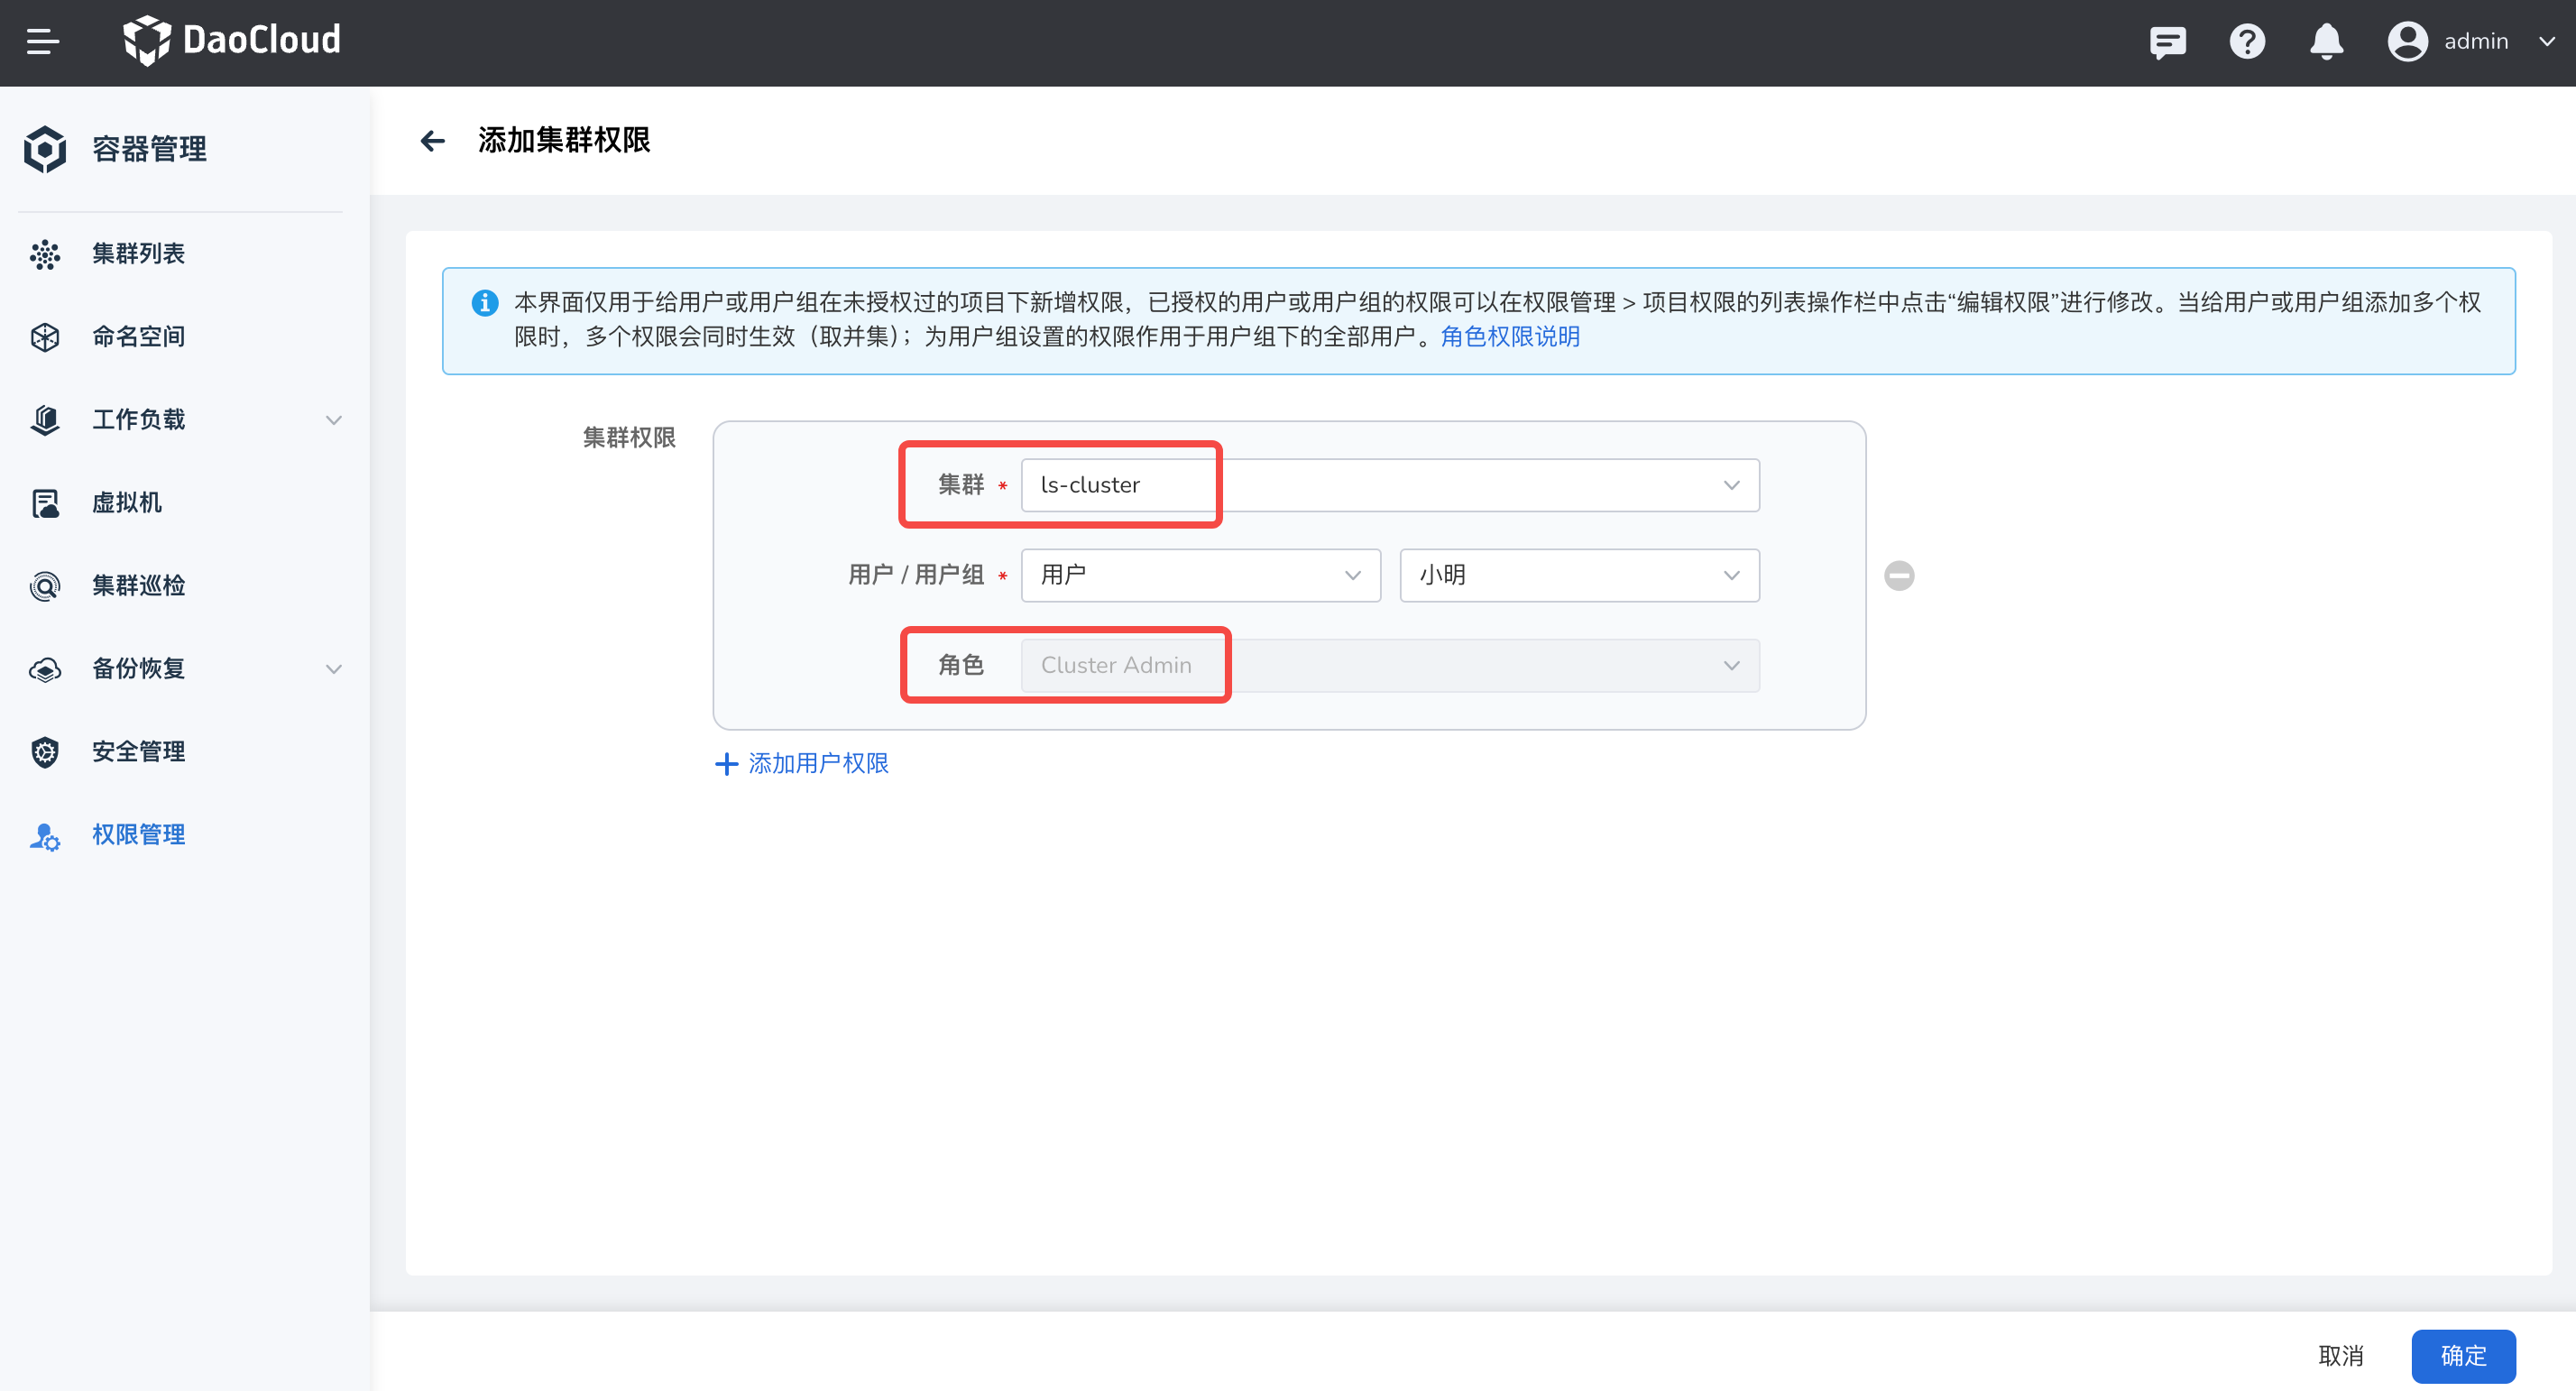 DaoCloud
admin
容器管理
集群列表
命名空间
工作负载
虚拟机
集群巡检
备份恢复
安全管理
权限管理
添加集群权限
本界面仅用于给用户或用户组在未授权过的项目下新增权限，已授权的用户或用户组的权限可以在权限管理 > 项目权限的列表操作栏中点击“编辑权限”进行修改。当给用户或用户组添加多个权
限时，多个权限会同时生效（取并集）；为用户组设置的权限作用于用户组下的全部用户。角色权限说明
集群权限
集群 * ls-cluster
用户 / 用户组 * 用户 小明
角色 Cluster Admin
添加用户权限
取消 确定